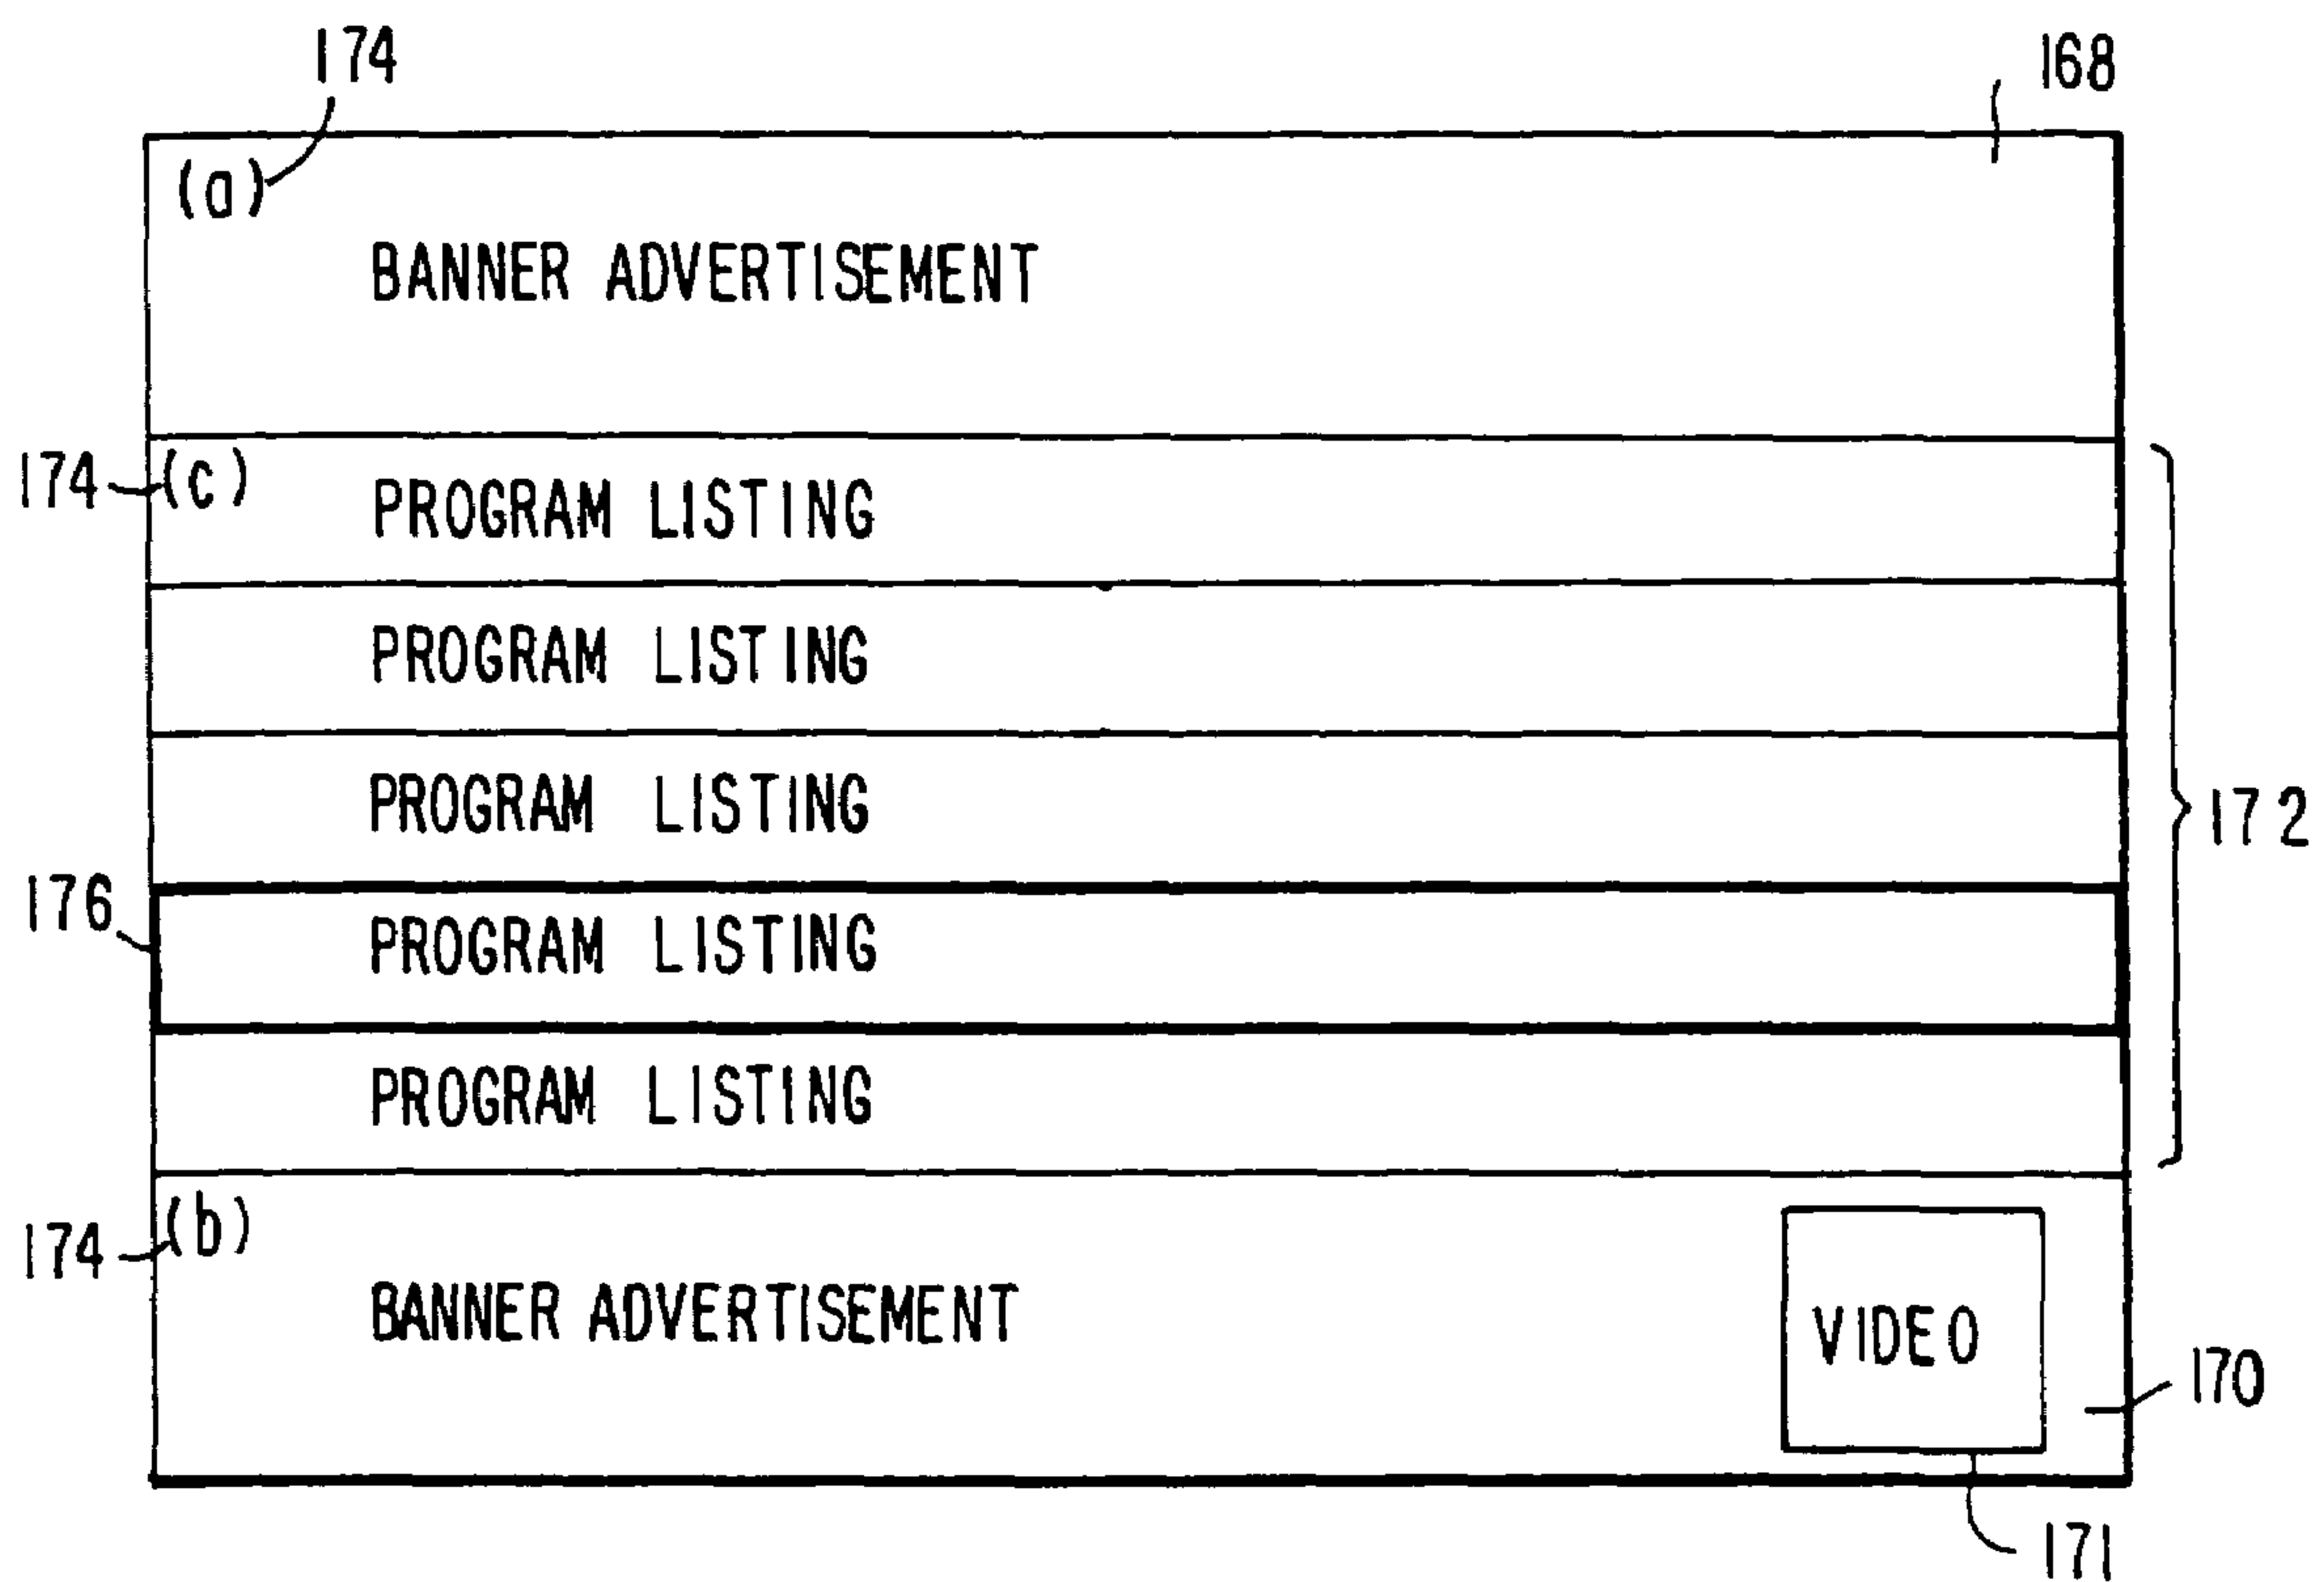 174
168
(a)
BANNER ADVERTISEMENT
174
(c)
PROGRAM LISTING
PROGRAM LISTING
PROGRAM LISTING
172
176
PROGRAM LISTING
PROGRAM LISTING
174
(b)
BANNER ADVERTISEMENT
VIDEO
170
171